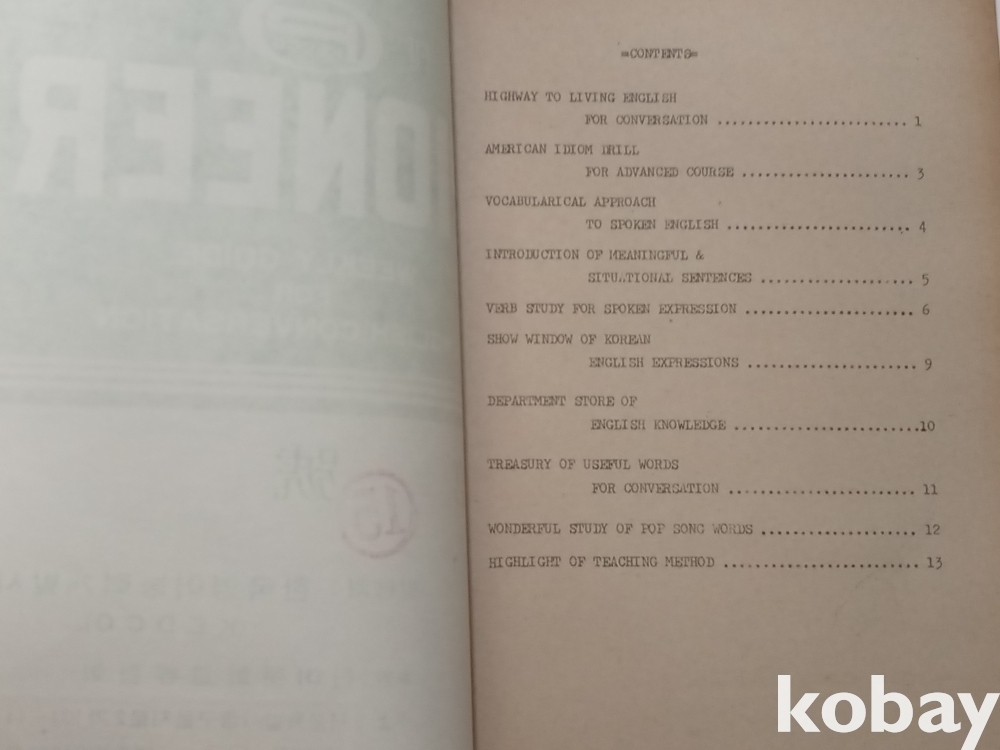 =CONTENTS=
HIGHWAY TO LIVING ENGLISH
FOR CONVERSATION ......................... 1
AMERICAN IDIOM DRILL
FOR ADVANCED COURSE ...................... 3
VOCABULARICAL APPROACH
TO SPOKEN ENGLISH ........................ 4
INTRODUCTION OF MEANINGFUL &
SITUATIONAL SENTENCES .................... 5
VERB STUDY FOR SPOKEN EXPRESSION ....................... 6
SHOW WINDOW OF KOREAN
ENGLISH EXPRESSIONS ...................... 9
DEPARTMENT STORE OF
ENGLISH KNOWLEDGE ........................10
TREASURY OF USEFUL WORDS
FOR CONVERSATION ......................... 11
WONDERFUL STUDY OF POP SONG WORDS ..................... 12
HIGHLIGHT OF TEACHING METHOD .......................... 13
ONEER
号
15
kobay